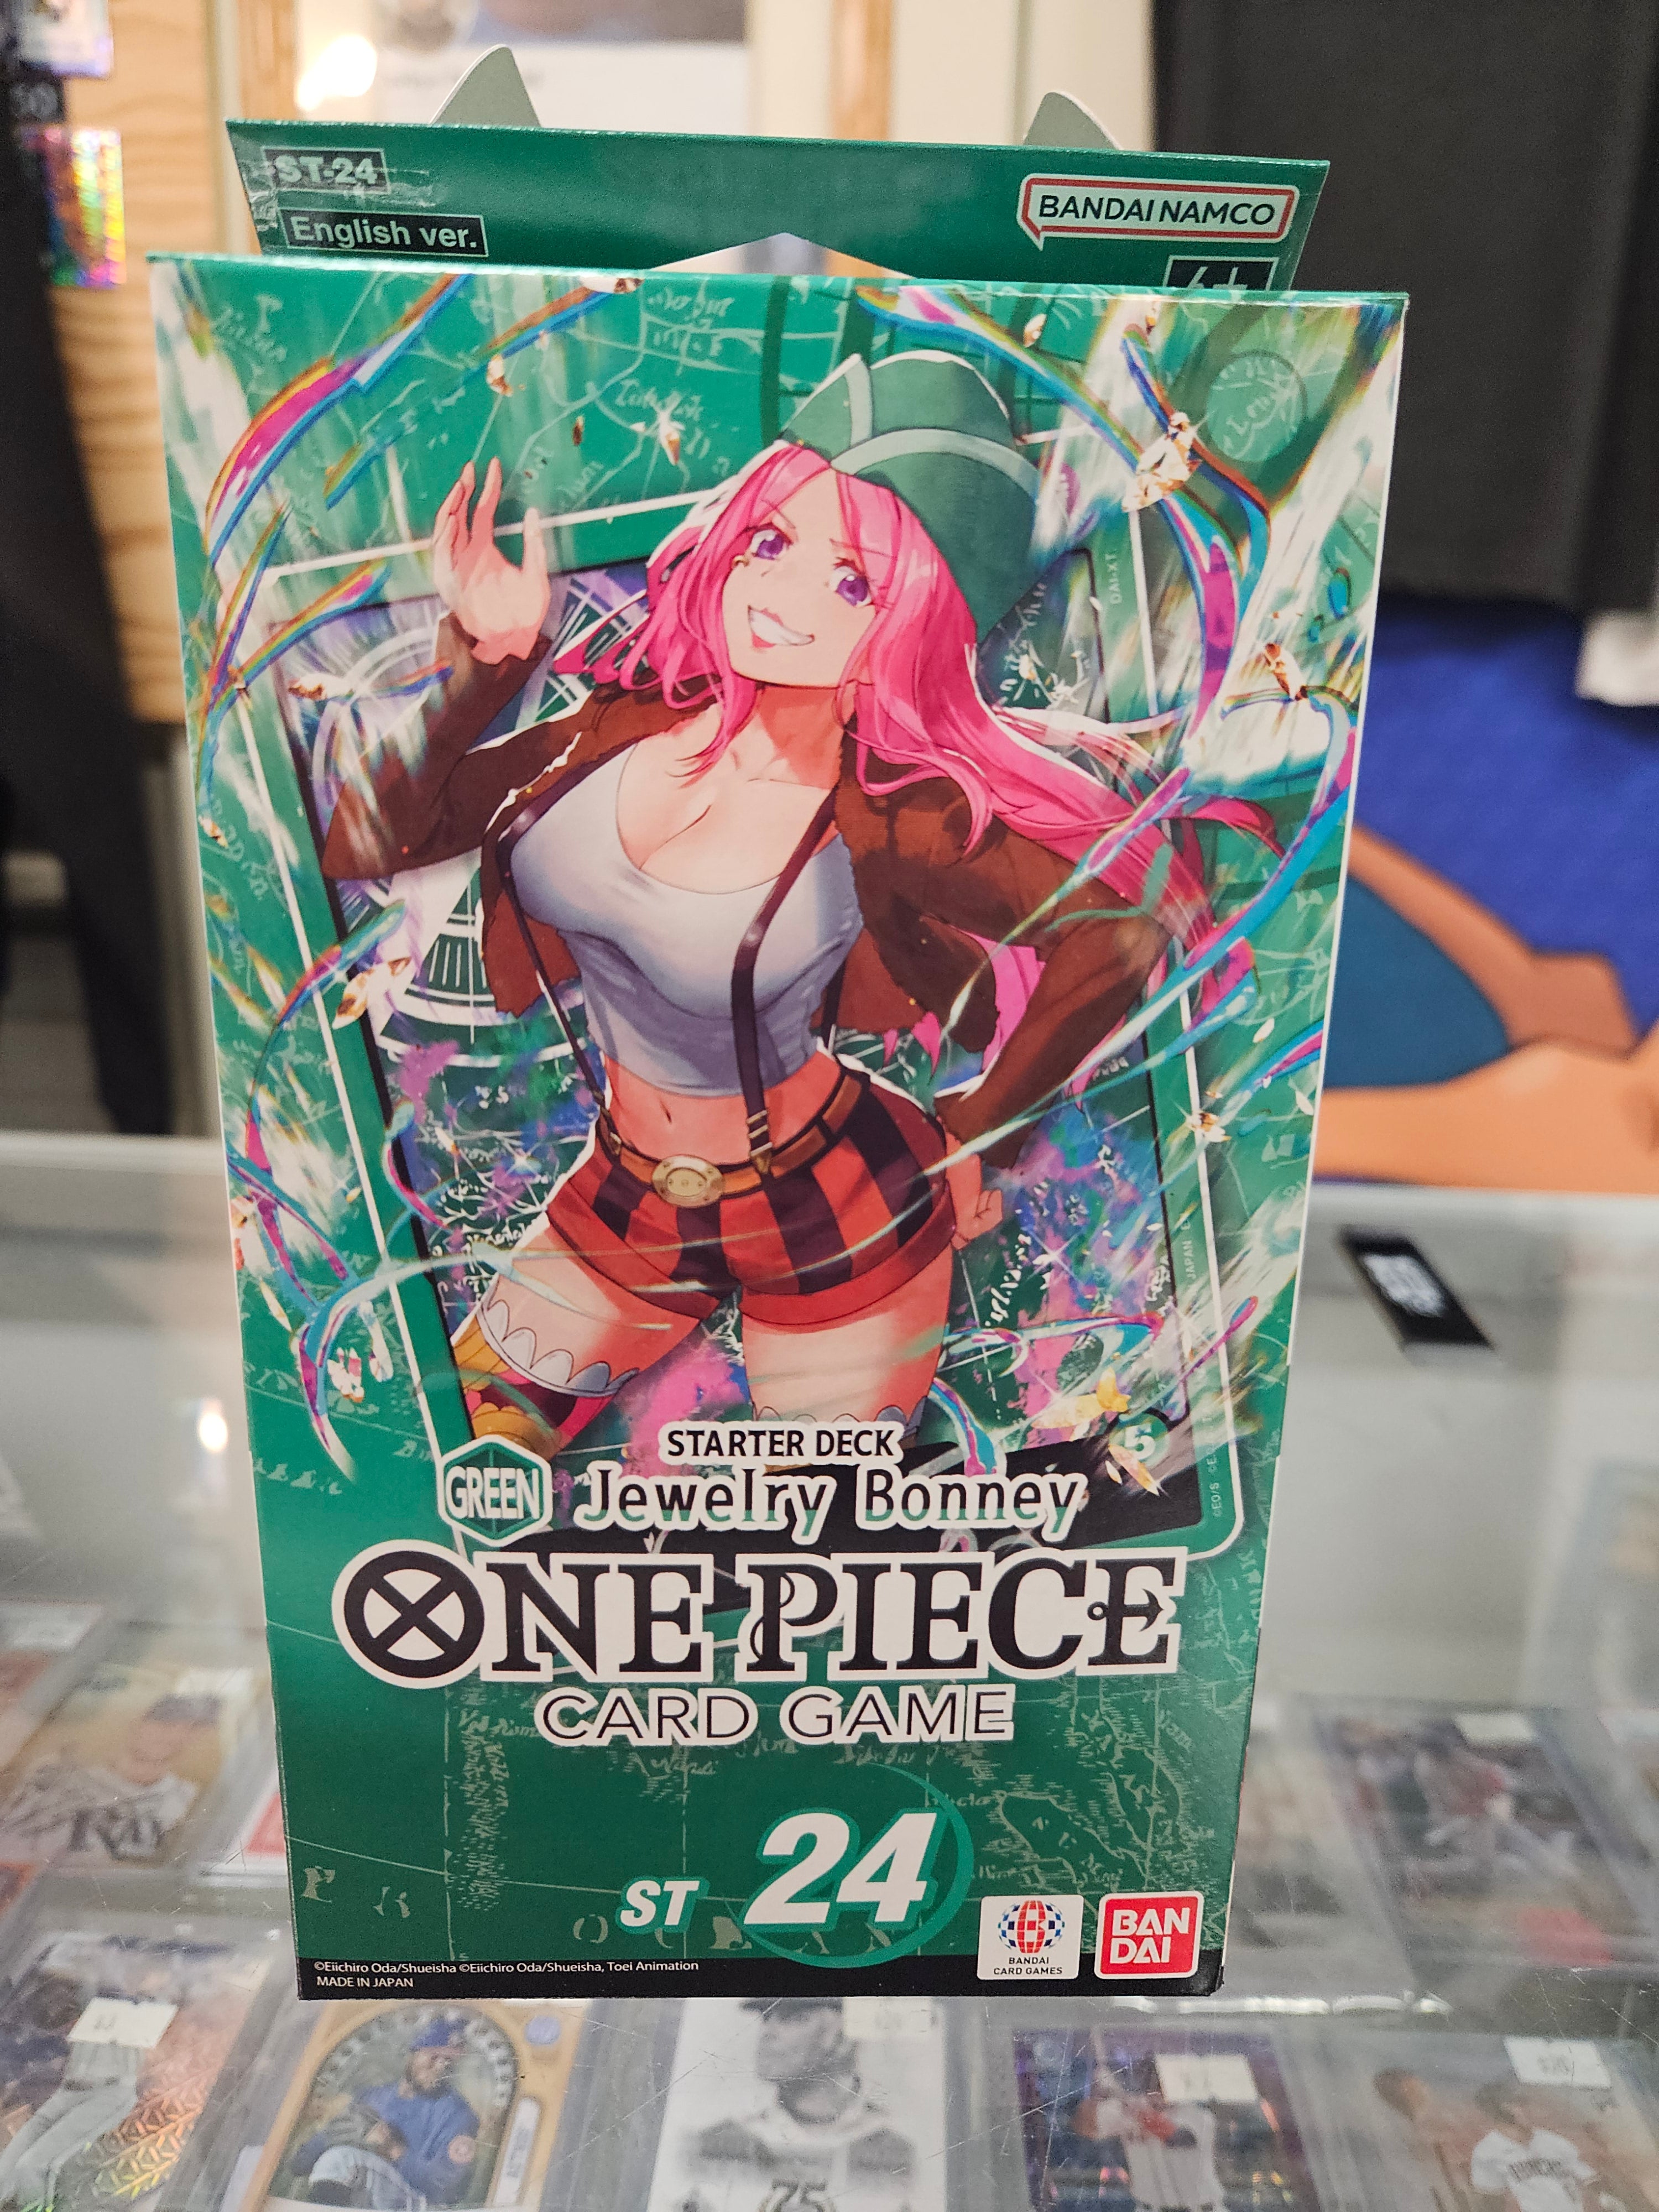 ST-24
English ver.
BANDAI NAMCO
6+
STARTER DECK
GREEN
Jewelry Bonney
ONE PIECE
CARD GAME
ST 24
BANDAI
CARD GAMES
BAN
DAI
©Eiichiro Oda/Shueisha ©Eiichiro Oda/Shueisha, Toei Animation
MADE IN JAPAN